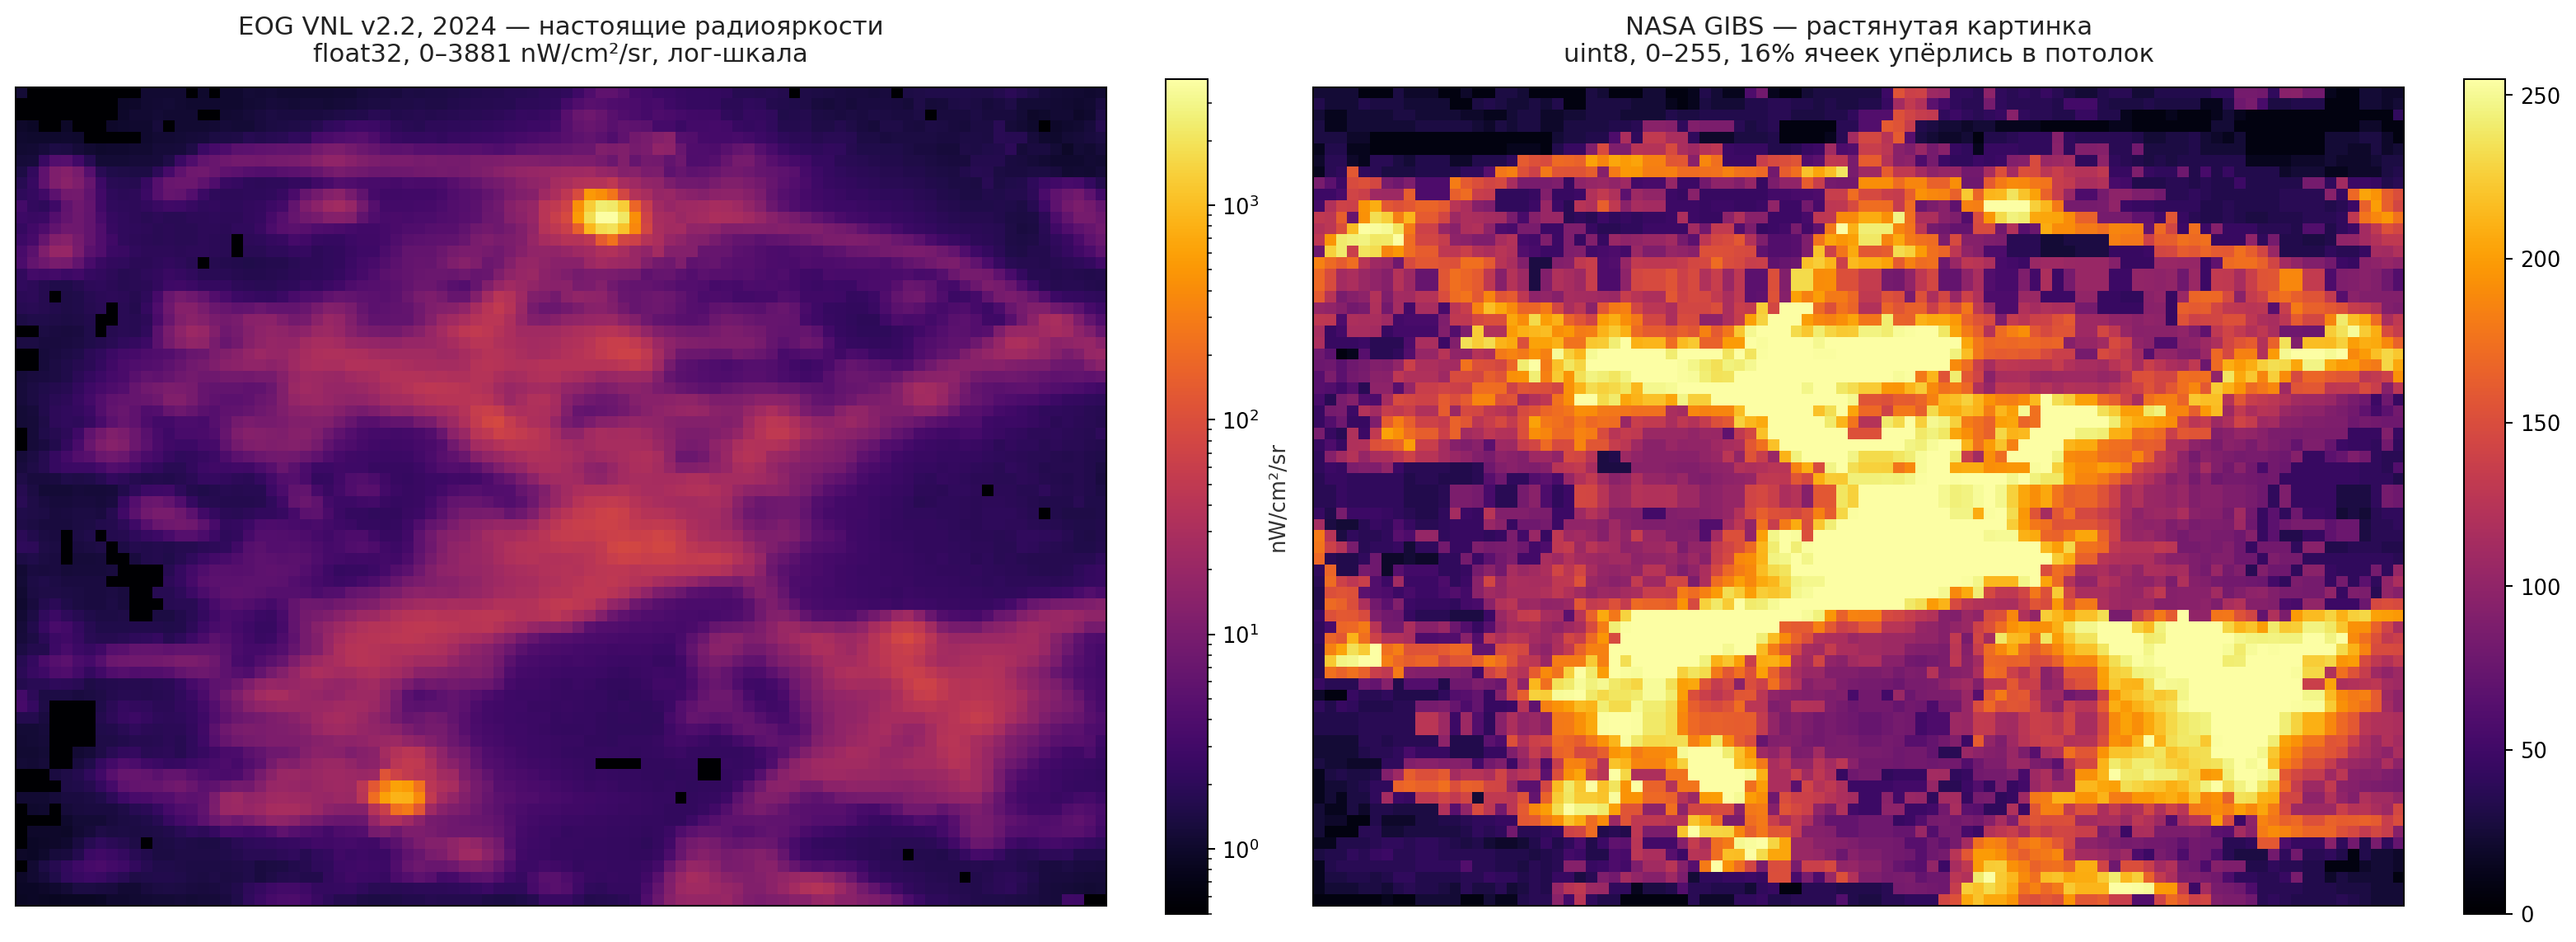 EOG VNL v2.2, 2024 — настоящие радиояркости
float32, 0–3881 nW/cm²/sr, лог-шкала
10³
10²
10¹
10⁰
nW/cm²/sr
NASA GIBS — растянутая картинка
uint8, 0–255, 16% ячеек упёрлись в потолок
250
200
150
100
50
0